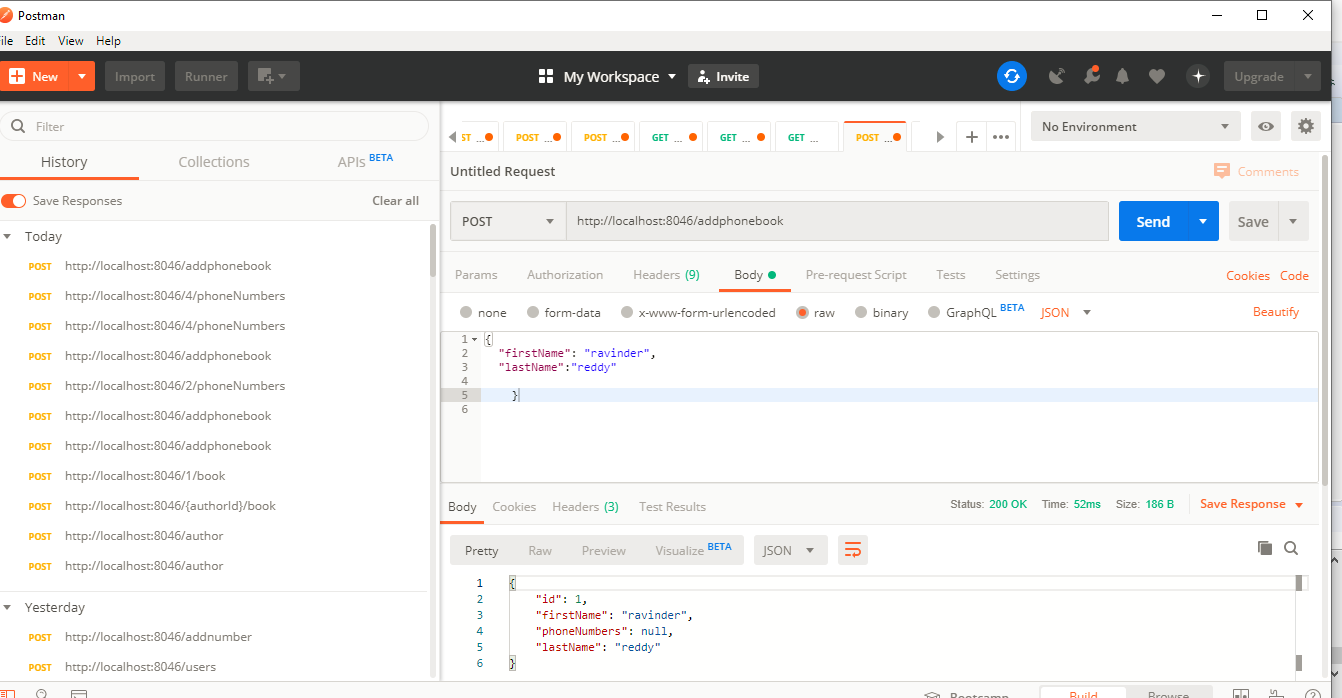 Postman
ile Edit View Help
New Import Runner My Workspace Invite Upgrade
Filter
History Collections APIs BETA
Save Responses Clear all
Today
POST http://localhost:8046/addphonebook
POST http://localhost:8046/4/phoneNumbers
POST http://localhost:8046/4/phoneNumbers
POST http://localhost:8046/addphonebook
POST http://localhost:8046/2/phoneNumbers
POST http://localhost:8046/addphonebook
POST http://localhost:8046/addphonebook
POST http://localhost:8046/1/book
POST http://localhost:8046/{authorId}/book
POST http://localhost:8046/author
POST http://localhost:8046/author
Yesterday
POST http://localhost:8046/addnumber
POST http://localhost:8046/users
ST ... POST ... POST ... GET ... GET ... GET ... POST ... No Environment
Untitled Request Comments
POST http://localhost:8046/addphonebook Send Save
Params Authorization Headers (9) Body Pre-request Script Tests Settings Cookies Code
none form-data x-www-form-urlencoded raw binary GraphQL BETA JSON Beautify
1 {
2 "firstName": "ravinder",
3 "lastName":"reddy"
4
5 }
6
Body Cookies Headers (3) Test Results Status: 200 OK Time: 52ms Size: 186 B Save Response
Pretty Raw Preview Visualize BETA JSON
1 {
2 "id": 1,
3 "firstName": "ravinder",
4 "phoneNumbers": null,
5 "lastName": "reddy"
6 }
Bootcamp Build Browse